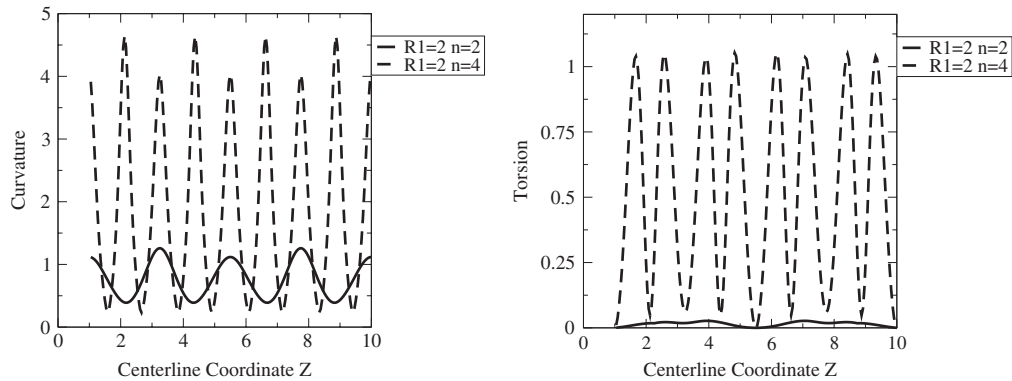 5
4
3
2
1
0
Curvature
0 2 4 6 8 10
Centerline Coordinate Z
R1=2 n=2
R1=2 n=4
1
0.75
0.5
0.25
0
Torsion
0 2 4 6 8 10
Centerline Coordinate Z
R1=2 n=2
R1=2 n=4